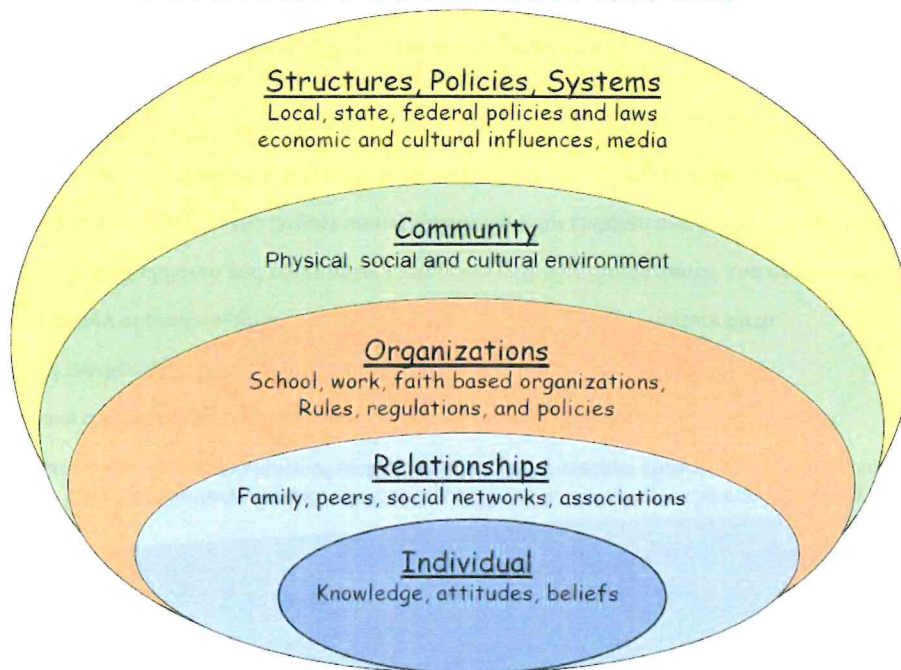 Structures, Policies, Systems
Local, state, federal policies and laws
economic and cultural influences, media
Community
Physical, social and cultural environment
Organizations
School, work, faith based organizations,
Rules, regulations, and policies
Relationships
Family, peers, social networks, associations
Individual
Knowledge, attitudes, beliefs